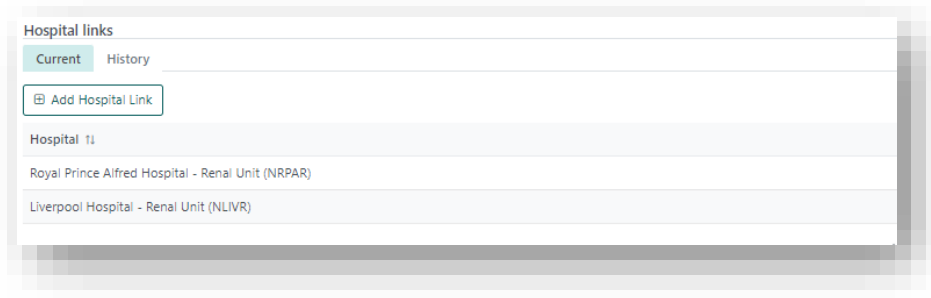 Hospital links
Current History
Add Hospital Link
Hospital
Royal Prince Alfred Hospital - Renal Unit (NRPAR)
Liverpool Hospital - Renal Unit (NLIVR)